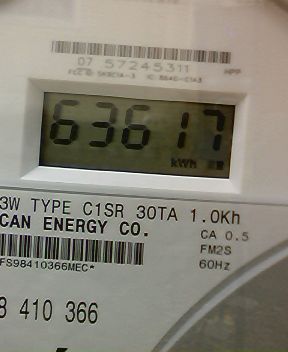 07 57245311 MPP
63617
kWh
3W TYPE C1SR 30TA 1.0Kh
CAN ENERGY CO.
CA 0.5
FM2S
FS98410366MEC*
60Hz
8 410 366